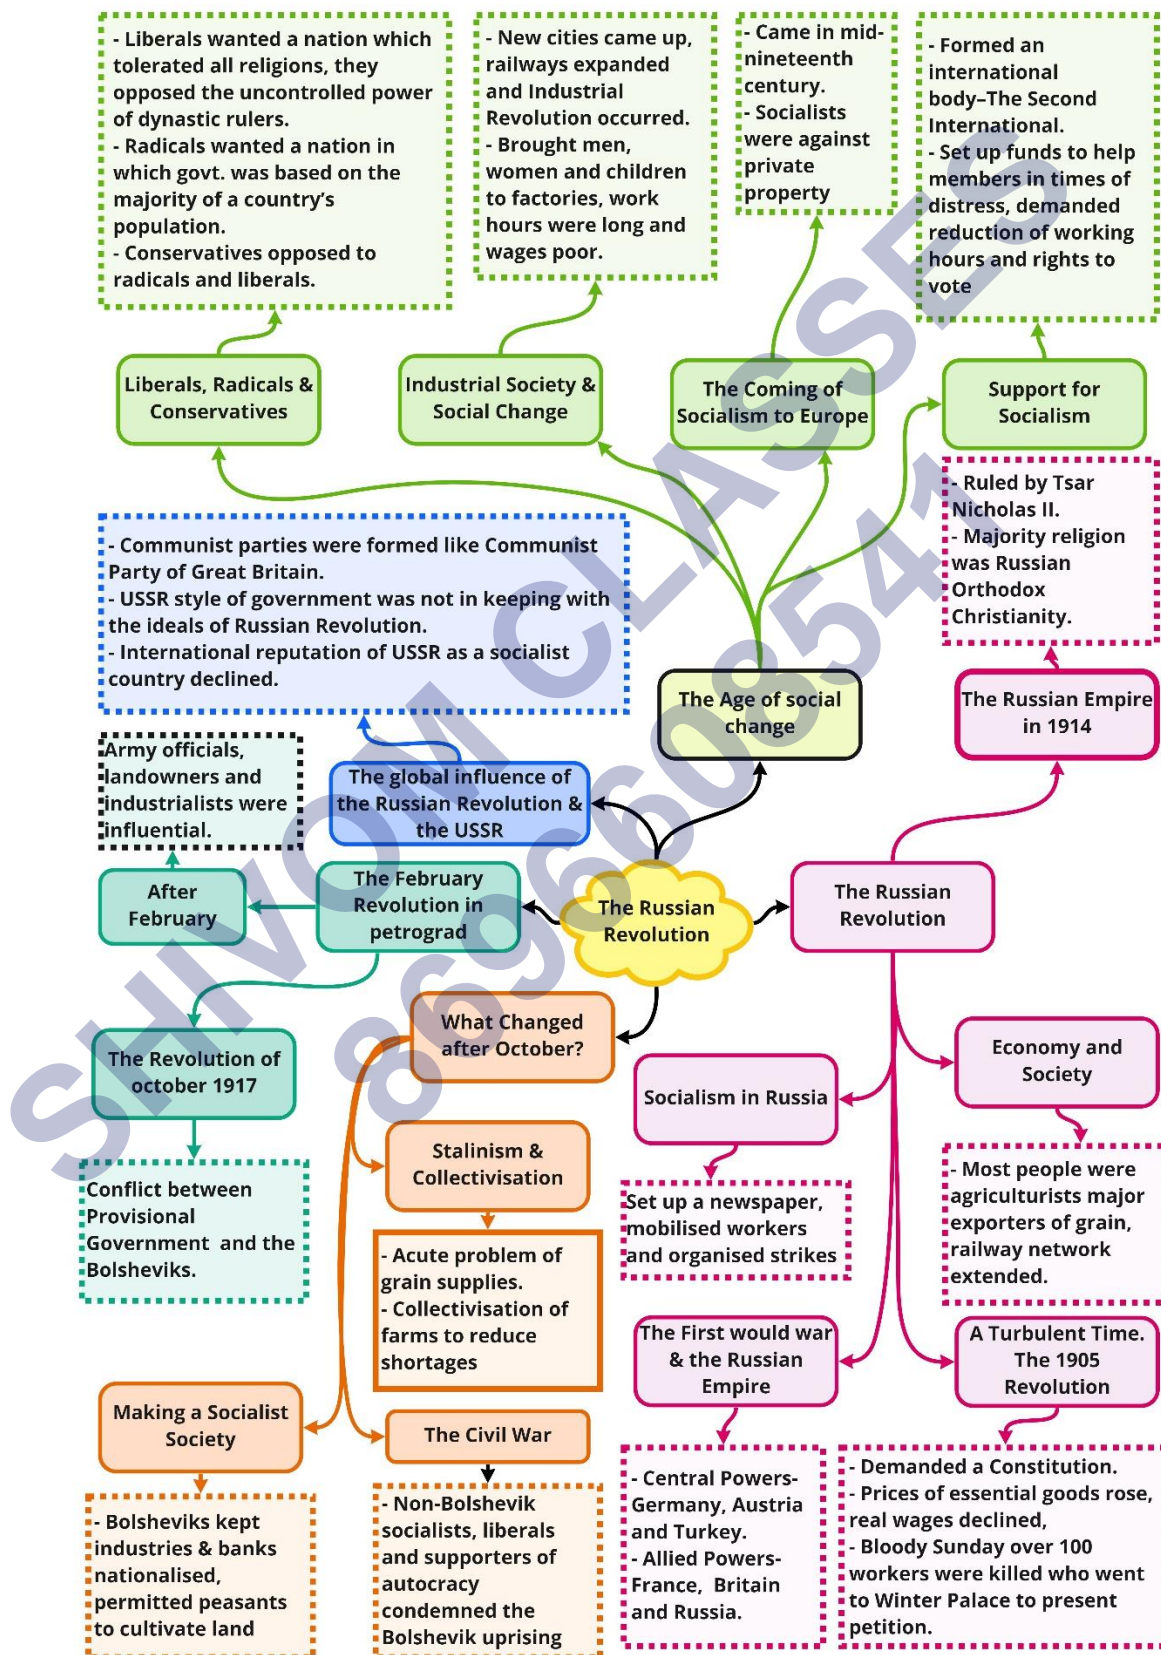 - Liberals wanted a nation which
tolerated all religions, they
opposed the uncontrolled power
of dynastic rulers.
- Radicals wanted a nation in
which govt. was based on the
majority of a country's
population.
- Conservatives opposed to
radicals and liberals.
- New cities came up,
railways expanded
and Industrial
Revolution occurred.
- Brought men,
women and children
to factories, work
hours were long and
wages poor.
- Came in mid-
nineteenth
century.
- Socialists
were against
private
property
- Formed an
international
body–The Second
International.
- Set up funds to help
members in times of
distress, demanded
reduction of working
hours and rights to
vote
Liberals, Radicals &
Conservatives
Industrial Society &
Social Change
The Coming of
Socialism to Europe
Support for
Socialism
- Ruled by Tsar
Nicholas II.
- Majority religion
was Russian
Orthodox
Christianity.
- Communist parties were formed like Communist
Party of Great Britain.
- USSR style of government was not in keeping with
the ideals of Russian Revolution.
- International reputation of USSR as a socialist
country declined.
The Age of social
change
The Russian Empire
in 1914
Army officials,
landowners and
industrialists were
influential.
The global influence of
the Russian Revolution &
the USSR
After
February
The February
Revolution in
petrograd
The Russian
Revolution
The Russian
Revolution
What Changed
after October?
The Revolution of
october 1917
Socialism in Russia
Economy and
Society
Stalinism &
Collectivisation
Conflict between
Provisional
Government and the
Bolsheviks.
Set up a newspaper,
mobilised workers
and organised strikes
- Most people were
agriculturists major
exporters of grain,
railway network
extended.
- Acute problem of
grain supplies.
- Collectivisation of
farms to reduce
shortages
The First would war
& the Russian
Empire
A Turbulent Time.
The 1905
Revolution
Making a Socialist
Society
The Civil War
- Bolsheviks kept
industries & banks
nationalised,
permitted peasants
to cultivate land
- Non-Bolshevik
socialists, liberals
and supporters of
autocracy
condemned the
Bolshevik uprising
- Central Powers-
Germany, Austria
and Turkey.
- Allied Powers-
France, Britain
and Russia.
- Demanded a Constitution.
- Prices of essential goods rose,
real wages declined,
- Bloody Sunday over 100
workers were killed who went
to Winter Palace to present
petition.
SHIVOM CLASSES
8696608541